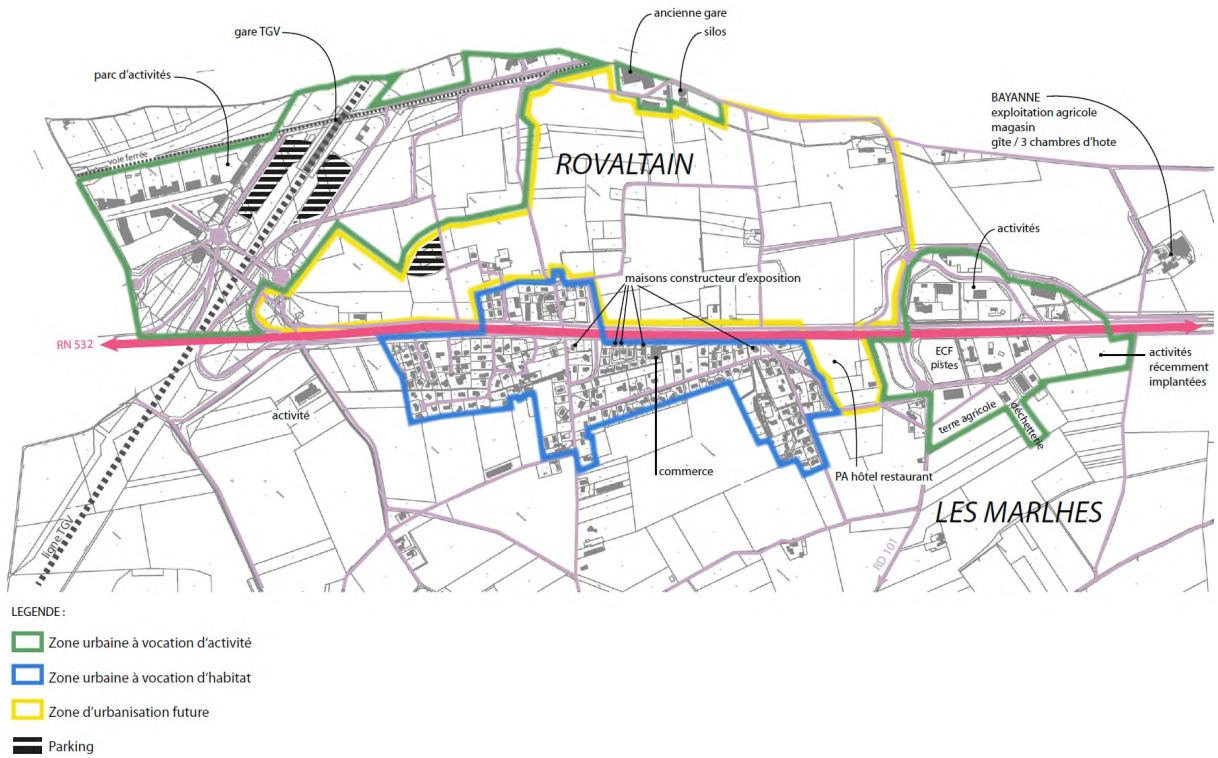 ancienne gare
silos
gare TGV
parc d'activités
BAYANNE
exploitation agricole
magasin
gîte / 3 chambres d'hote
voie ferrée
ROVALTAIN
activités
maisons constructeur d'exposition
RN 532
ECF
pistes
activités
récemment
implantées
activité
terre agricole
déchetterie
commerce
PA hôtel restaurant
LES MARLHES
ligne TGV
RD 101
LEGENDE :
Zone urbaine à vocation d'activité
Zone urbaine à vocation d'habitat
Zone d'urbanisation future
Parking